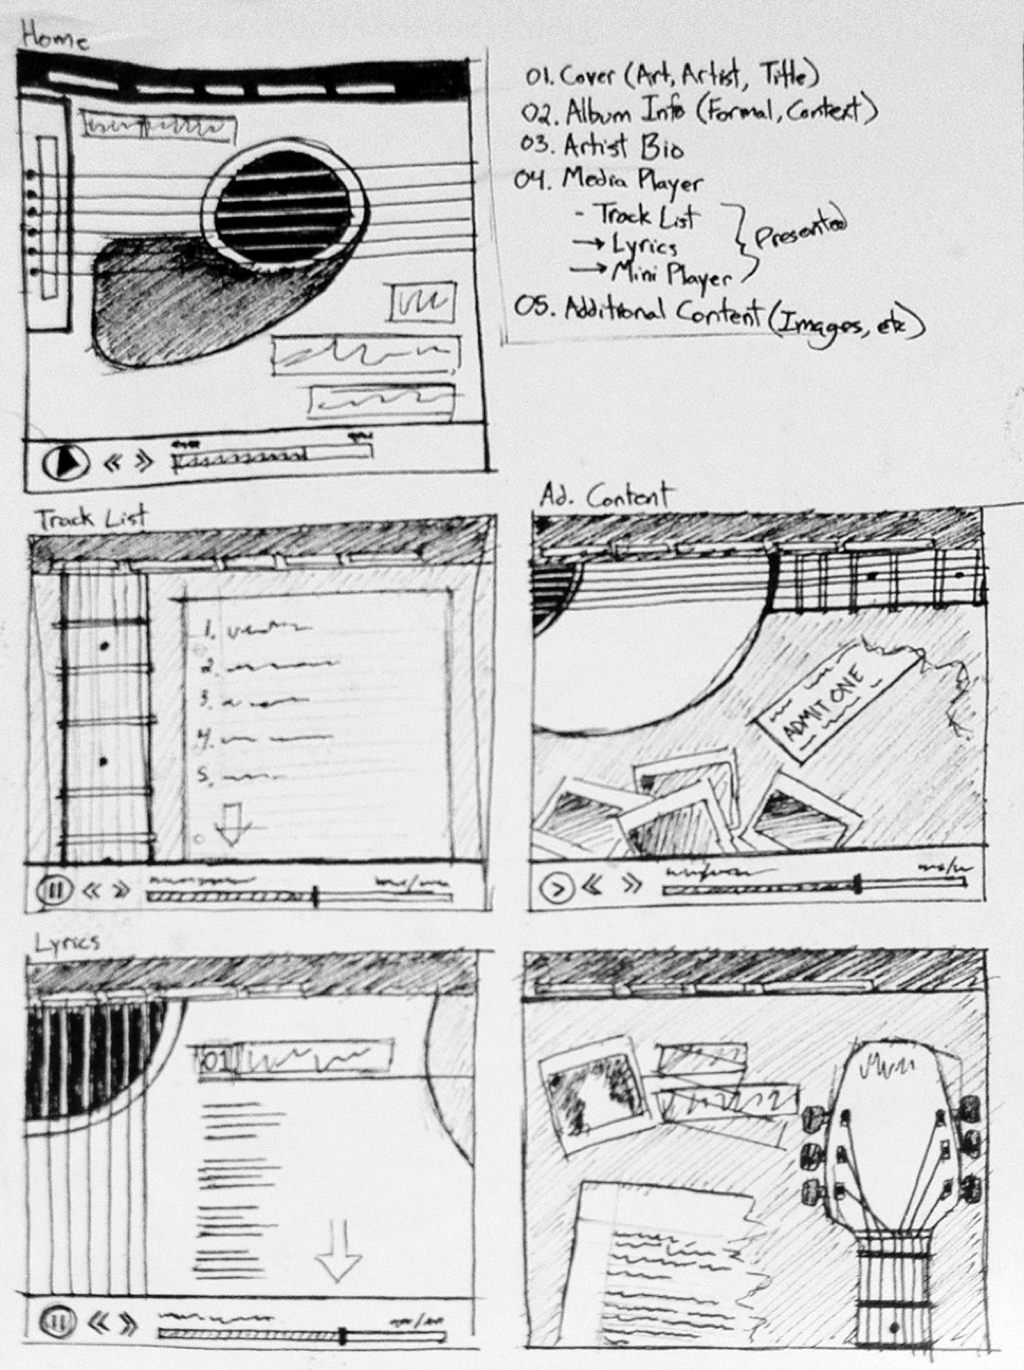 Home
01. Cover (Art, Artist, Title)
02. Album Info (Formal, Context)
03. Artist Bio
04. Media Player
- Track List
→ Lyrics
→ Mini Player
Presented
05. Additional Content (Images, etc)
Track List
1.
2.
3.
4.
5.
Ad. Content
ADMIT ONE
Lyrics
01